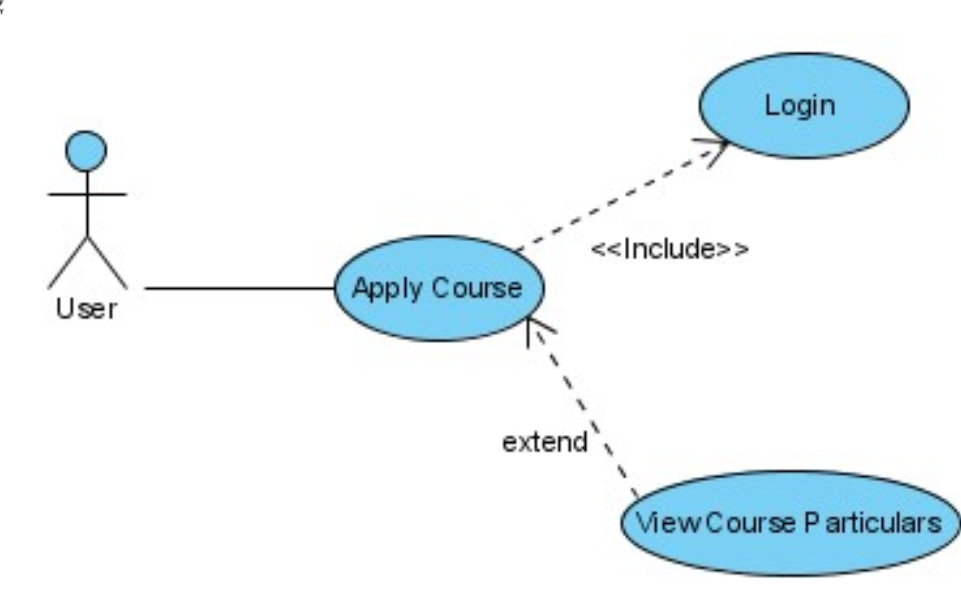 Login
<<Include>>
Apply Course
User
extend
View Course Particulars